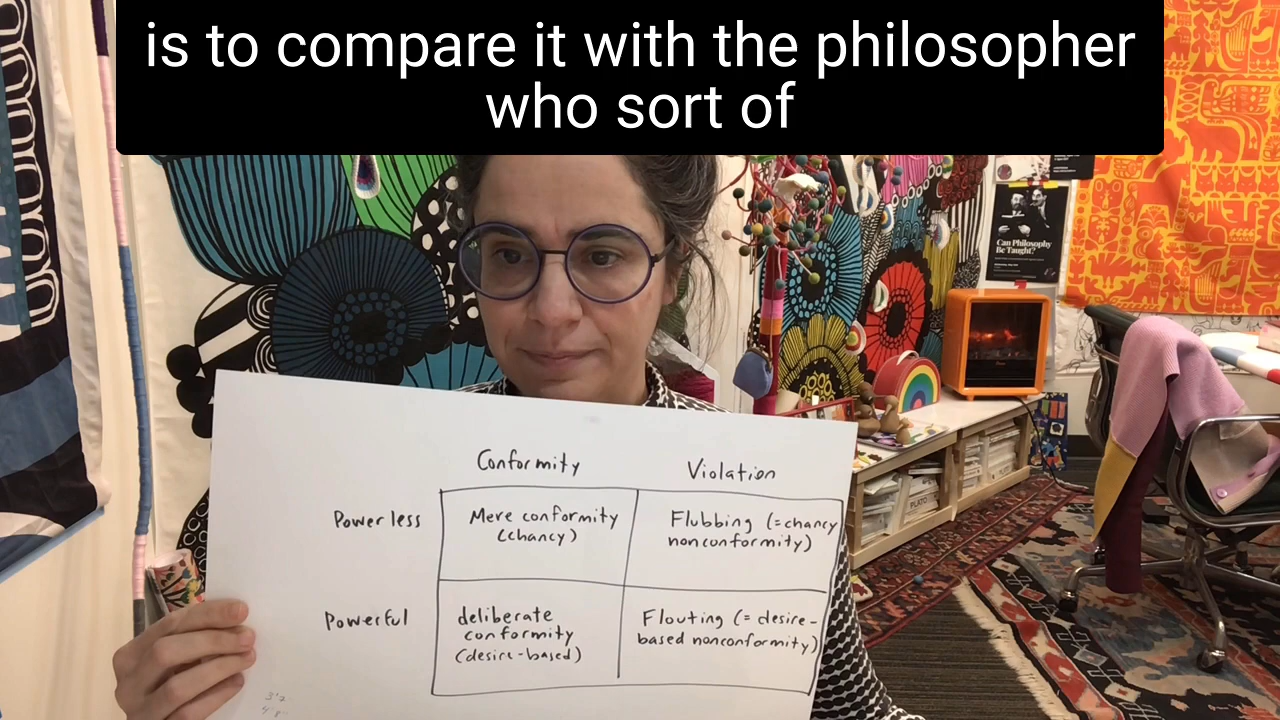 is to compare it with the philosopher
who sort of
Can Philosophy
Be Taught?
PLATO
Conformity
Violation
Powerless
Mere conformity
(chancy)
Flubbing (=chancy
nonconformity)
Powerful
deliberate
conformity
(desire-based)
Flouting (= desire-
based nonconformity)